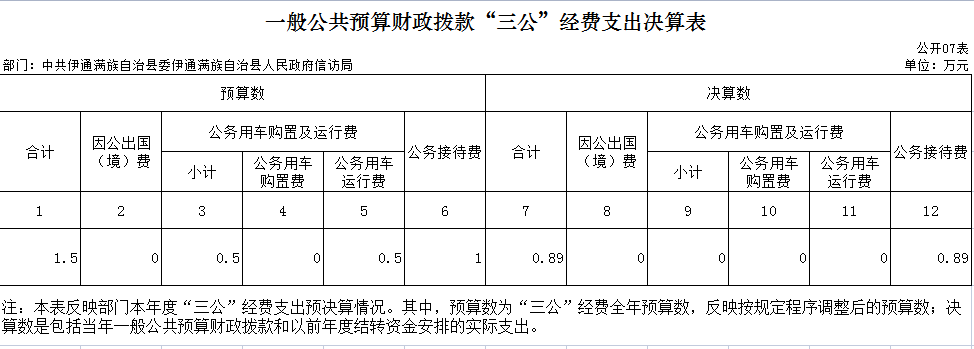 一般公共预算财政拨款“三公”经费支出决算表
公开07表
部门：中共伊通满族自治县委伊通满族自治县人民政府信访局
单位：万元
预算数 决算数
合计 因公出国（境）费 公务用车购置及运行费 公务接待费 合计 因公出国（境）费 公务用车购置及运行费 公务接待费
小计 公务用车购置费 公务用车运行费 小计 公务用车购置费 公务用车运行费
1 2 3 4 5 6 7 8 9 10 11 12
1.5 0 0.5 0 0.5 1 0.89 0 0 0 0 0.89
注：本表反映部门本年度“三公”经费支出预决算情况。其中，预算数为“三公”经费全年预算数，反映按规定程序调整后的预算数；决
算数是包括当年一般公共预算财政拨款和以前年度结转资金安排的实际支出。